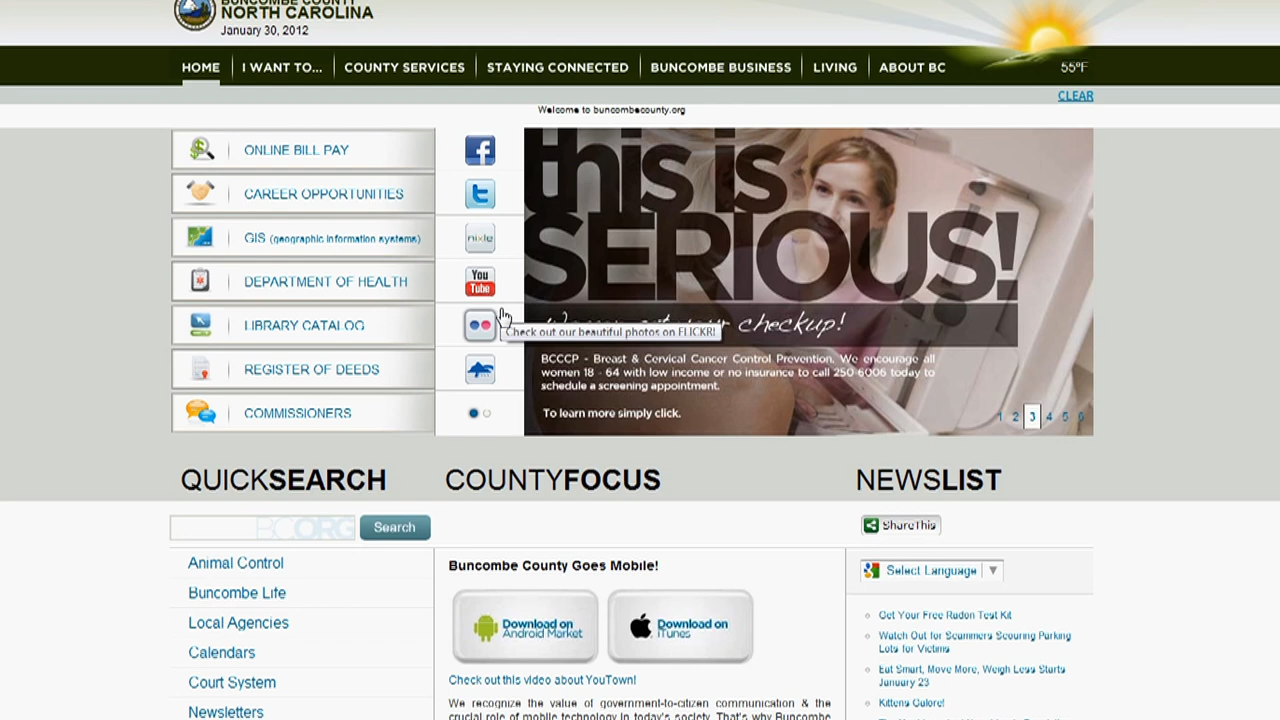 BUNCOMBE COUNTY
NORTH CAROLINA
January 30, 2012
HOME
I WANT TO...
COUNTY SERVICES
STAYING CONNECTED
BUNCOMBE BUSINESS
LIVING
ABOUT BC
55°F
CLEAR
Welcome to buncombecounty.org
ONLINE BILL PAY
CAREER OPPORTUNITIES
GIS (geographic information systems)
DEPARTMENT OF HEALTH
LIBRARY CATALOG
REGISTER OF DEEDS
COMMISSIONERS
nixle
You
Tube
Check out our beautiful photos on FLICKR!
this is
SERIOUS!
checkup!
BCCCP - Breast & Cervical Cancer Control Prevention. We encourage all
women 18 - 64 with low income or no insurance to call 250 6006 today to
schedule a screening appointment.
To learn more simply click.
1 2 3 4 5 6
QUICKSEARCH
BCORG
Search
Animal Control
Buncombe Life
Local Agencies
Calendars
Court System
Newsletters
COUNTYFOCUS
Buncombe County Goes Mobile!
Download on
Android Market
Download on
iTunes
Check out this video about YouTown!
We recognize the value of government-to-citizen communication & the
crucial role of mobile technology in today's society. That's why Buncombe
NEWSLIST
ShareThis
Select Language
Get Your Free Radon Test Kit
Watch Out for Scammers Scouring Parking
Lots for Victims
Eat Smart, Move More, Weigh Less Starts
January 23
Kittens Galore!